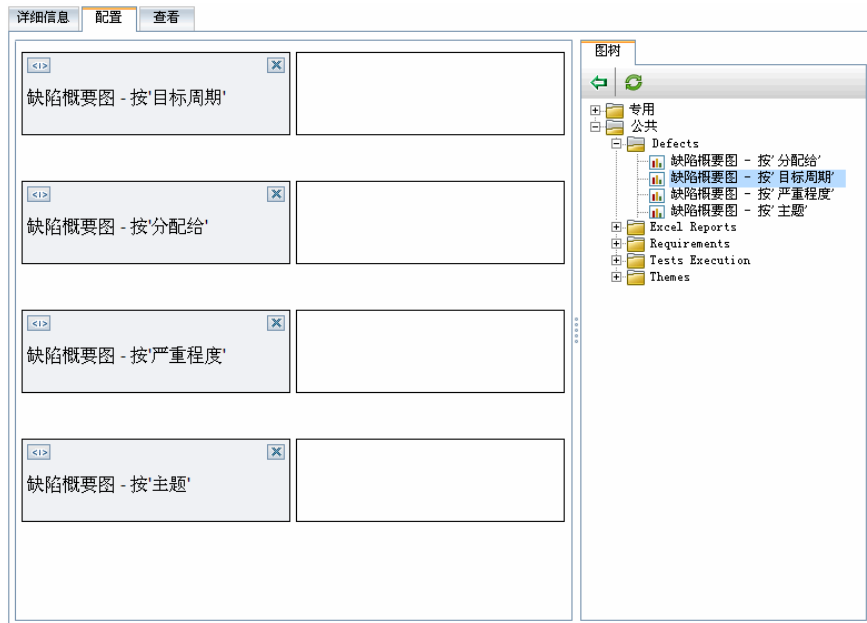 详细信息 配置 查看
缺陷概要图 - 按'目标周期'
缺陷概要图 - 按'分配给'
缺陷概要图 - 按'严重程度'
缺陷概要图 - 按'主题'
图树
专用
公共
Defects
缺陷概要图 - 按'分配给'
缺陷概要图 - 按'目标周期'
缺陷概要图 - 按'严重程度'
缺陷概要图 - 按'主题'
Excel Reports
Requirements
Tests Execution
Themes